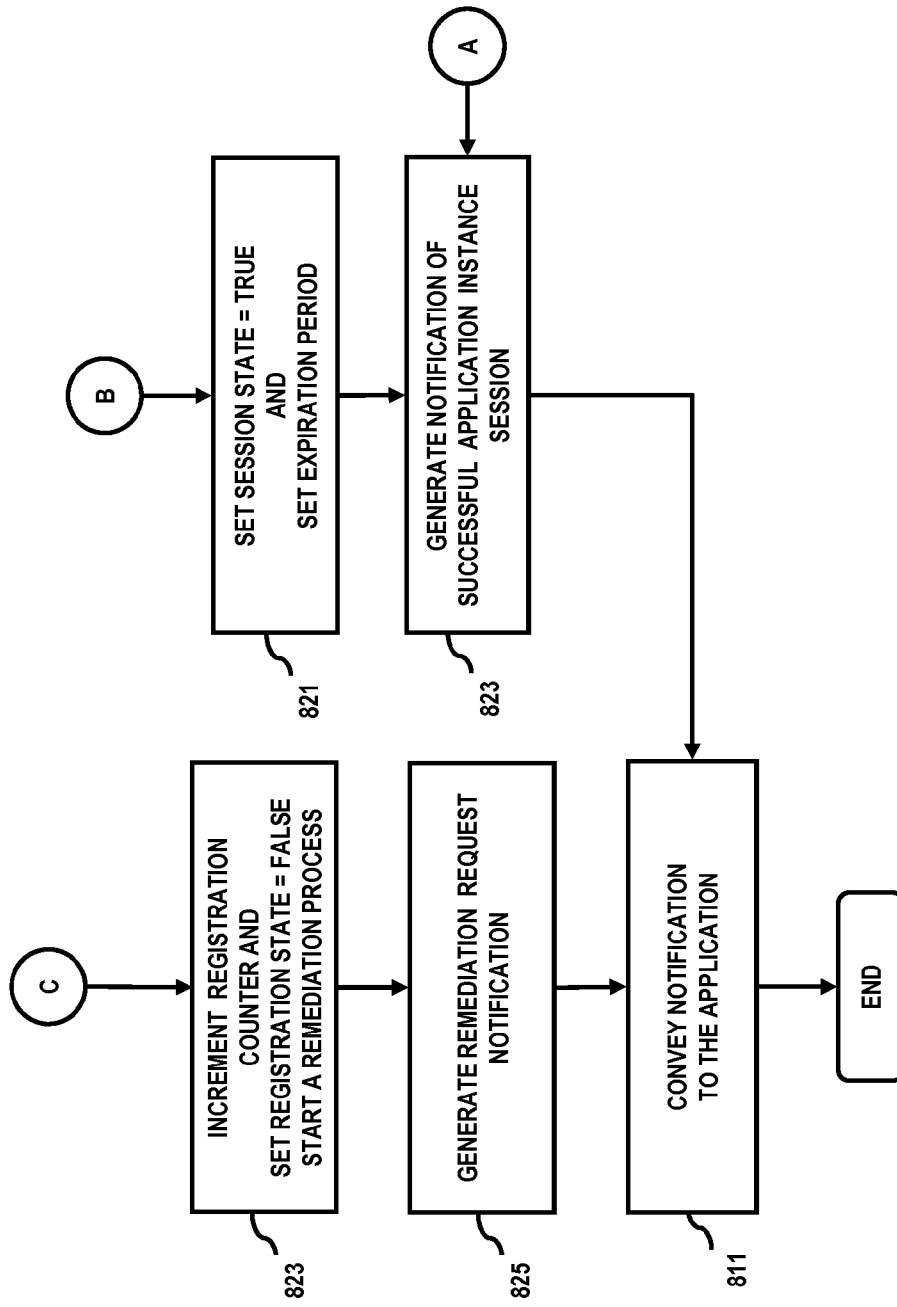 C
INCREMENT REGISTRATION
COUNTER AND
SET REGISTRATION STATE = FALSE
START A REMEDIATION PROCESS
823
GENERATE REMEDIATION REQUEST
NOTIFICATION
825
CONVEY NOTIFICATION
TO THE APPLICATION
811
END
B
SET SESSION STATE = TRUE
AND
SET EXPIRATION PERIOD
821
GENERATE NOTIFICATION OF
SUCCESSFUL APPLICATION INSTANCE
SESSION
823
A